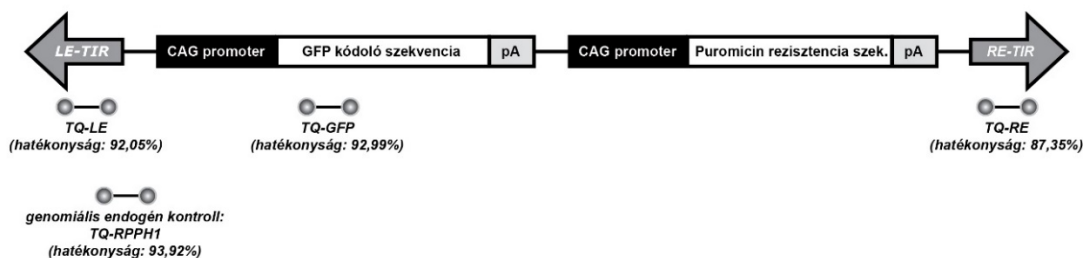 LE-TIR CAG promoter GFP kódoló szekvencia pA CAG promoter Puromicin rezisztencia szek. pA RE-TIR
TQ-LE
(hatékonyság: 92,05%)
TQ-GFP
(hatékonyság: 92,99%)
TQ-RE
(hatékonyság: 87,35%)
genomiális endogén kontroll:
TQ-RPPH1
(hatékonyság: 93,92%)